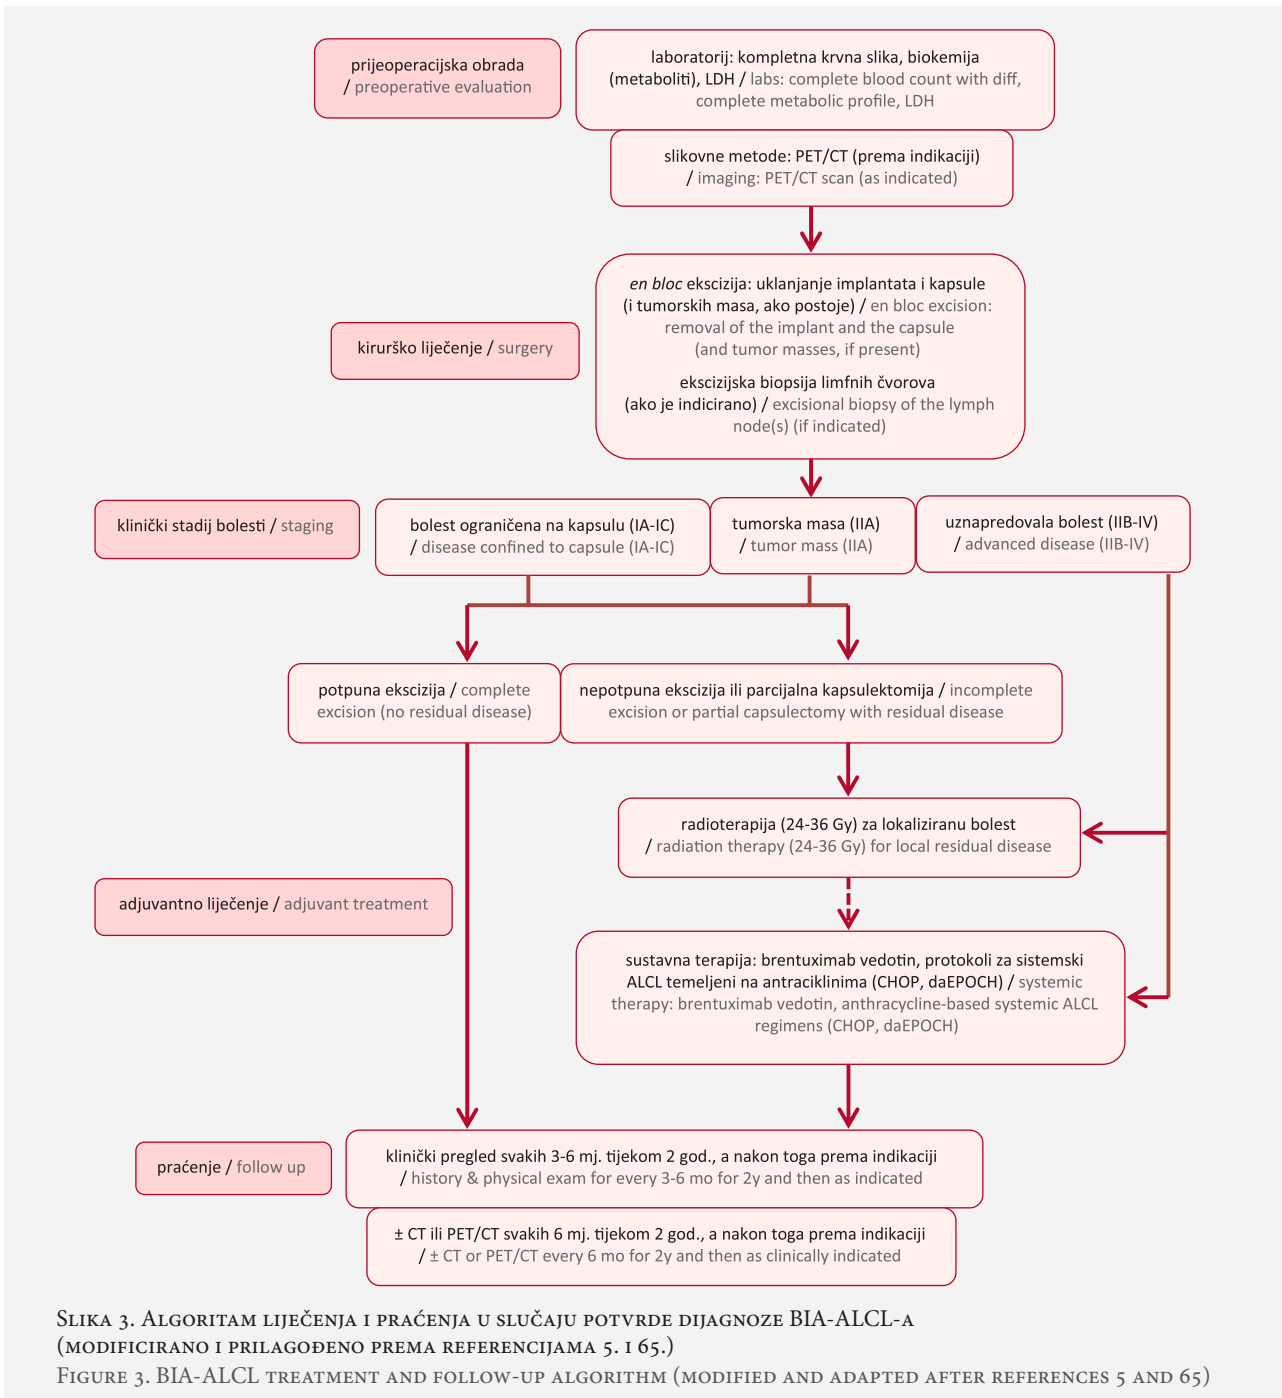 prijeoperacijska obrada
/ preoperative evaluation
laboratorij: kompletna krvna slika, biokemija
(metaboliti), LDH / labs: complete blood count with diff,
complete metabolic profile, LDH
slikovne metode: PET/CT (prema indikaciji)
/ imaging: PET/CT scan (as indicated)
kirurško liječenje / surgery
en bloc ekscizija: uklanjanje implantata i kapsule
(i tumorskih masa, ako postoje) / en bloc excision:
removal of the implant and the capsule
(and tumor masses, if present)
ekscizijska biopsija limfnih čvorova
(ako je indicirano) / excisional biopsy of the lymph
node(s) (if indicated)
klinički stadij bolesti / staging
bolest ograničena na kapsulu (IA-IC)
/ disease confined to capsule (IA-IC)
tumorska masa (IIA)
/ tumor mass (IIA)
uznapredovala bolest (IIB-IV)
/ advanced disease (IIB-IV)
potpuna ekscizija / complete
excision (no residual disease)
nepotpuna ekscizija ili parcijalna kapsulektomija / incomplete
excision or partial capsulectomy with residual disease
radioterapija (24-36 Gy) za lokaliziranu bolest
/ radiation therapy (24-36 Gy) for local residual disease
adjuvantno liječenje / adjuvant treatment
sustavna terapija: brentuximab vedotin, protokoli za sistemski
ALCL temeljeni na antraciklinima (CHOP, daEPOCH) / systemic
therapy: brentuximab vedotin, anthracycline-based systemic ALCL
regimens (CHOP, daEPOCH)
praćenje / follow up
klinički pregled svakih 3-6 mj. tijekom 2 god., a nakon toga prema indikaciji
/ history & physical exam for every 3-6 mo for 2y and then as indicated
± CT ili PET/CT svakih 6 mj. tijekom 2 god., a nakon toga prema indikaciji
/ ± CT or PET/CT every 6 mo for 2y and then as clinically indicated
Slika 3. Algoritam liječenja i praćenja u slučaju potvrde dijagnoze BIA-ALCL-a
(modificirano i prilagođeno prema referencijama 5. i 65.)
Figure 3. BIA-ALCL treatment and follow-up algorithm (modified and adapted after references 5 and 65)